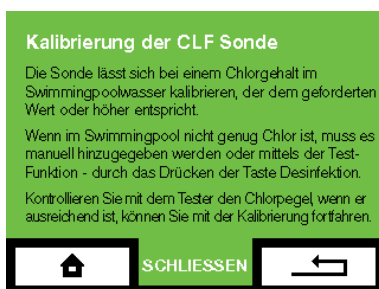 Kalibrierung der CLF Sonde
Die Sonde lässt sich bei einem Chlorgehalt im
Swimmingpoolwasser kalibrieren, der dem geforderten
Wert oder höher entspricht.
Wenn im Swimmingpool nicht genug Chlor ist, muss es
manuell hinzugegeben werden oder mittels der Test-
Funktion - durch das Drücken der Taste Desinfektion.
Kontrollieren Sie mit dem Tester den Chlorpegel, wenn er
ausreichend ist, können Sie mit der Kalibrierung fortfahren.
SCHLIESSEN